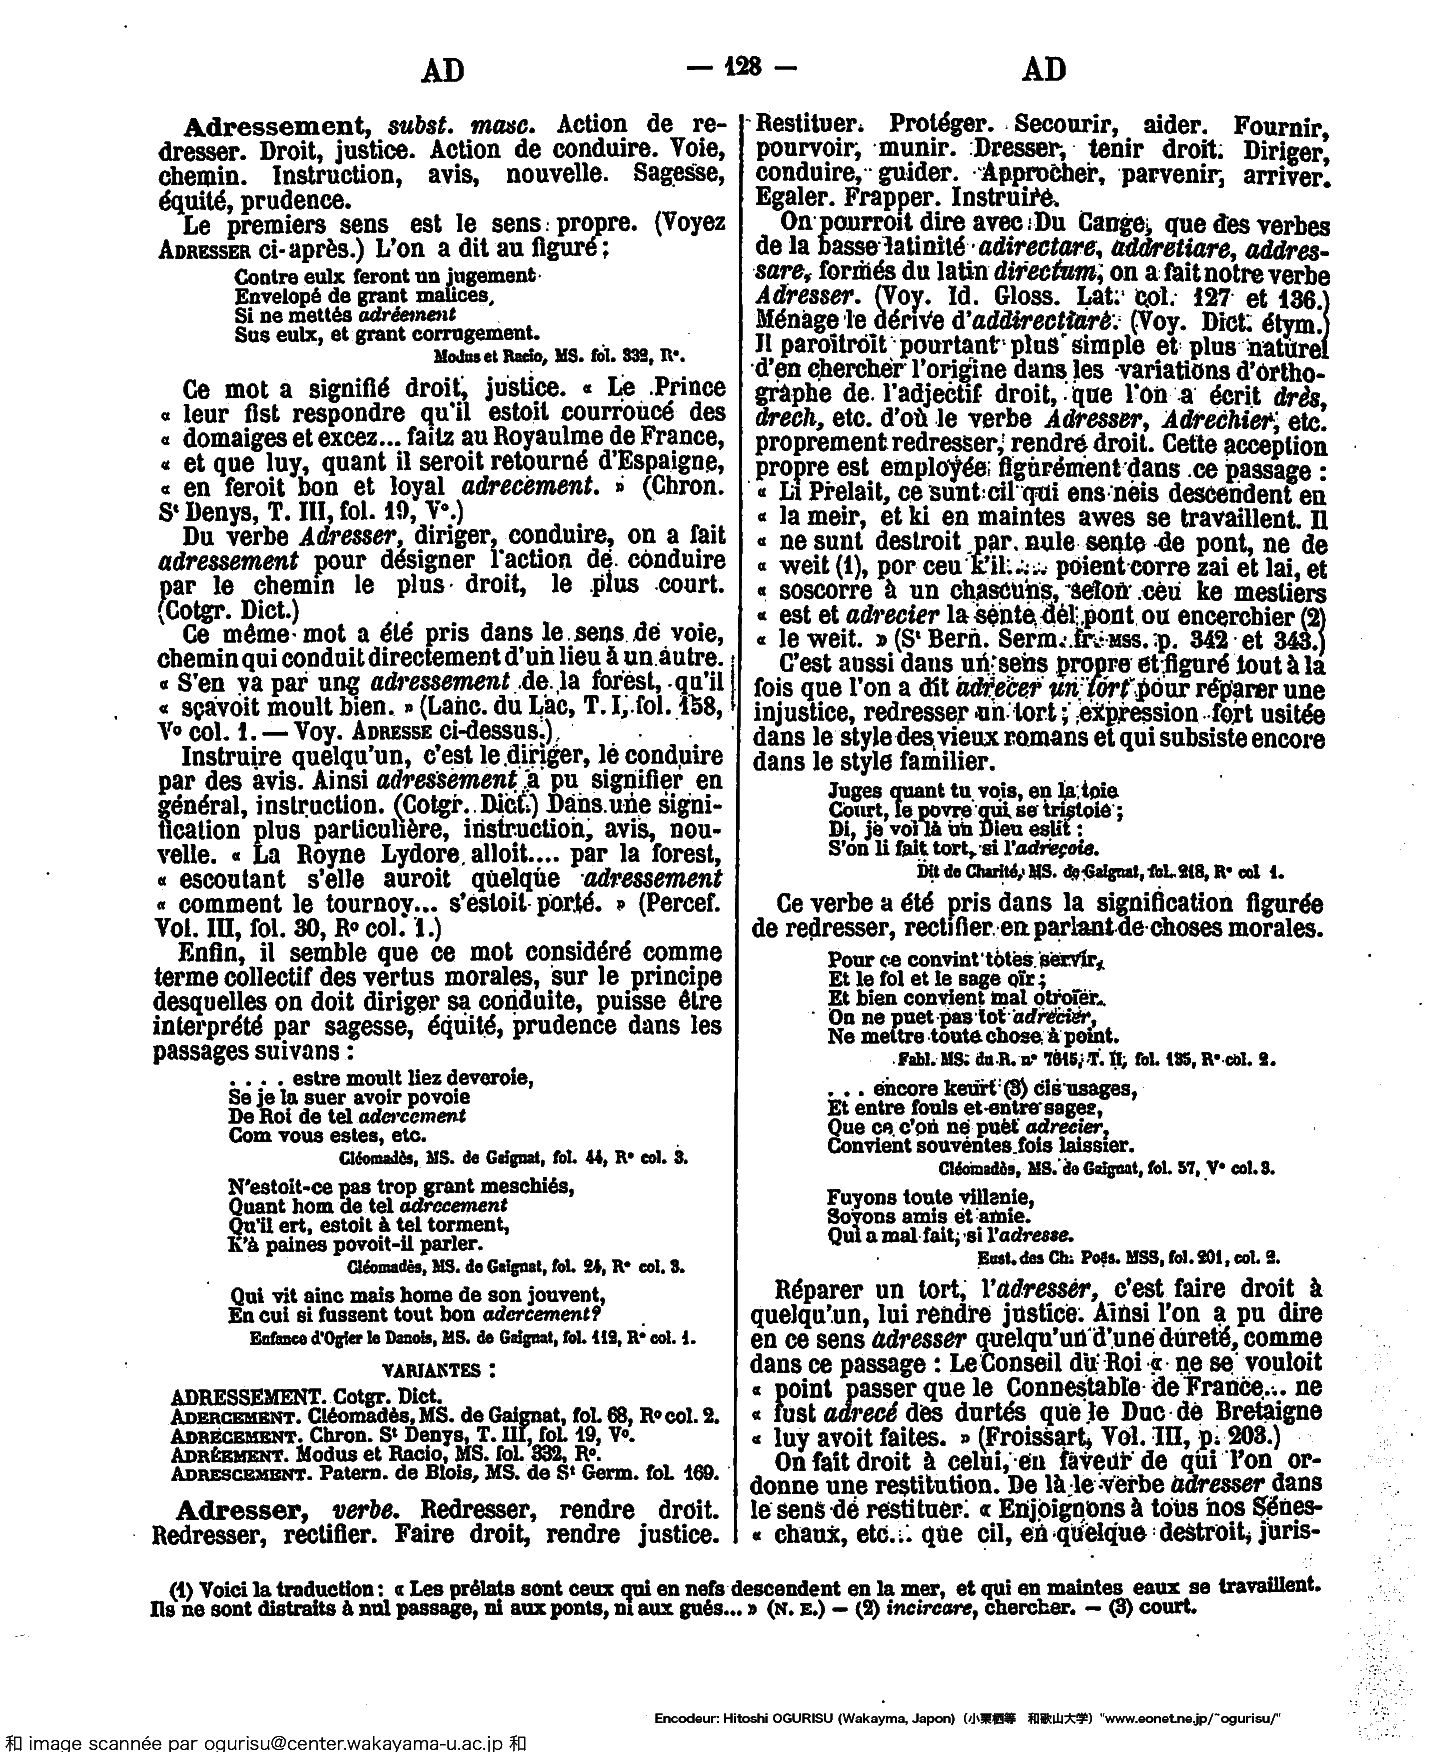 AD — 128 — AD
Adressement, subst. masc. Action de re-
dresser. Droit, justice. Action de conduire. Voie,
chemin. Instruction, avis, nouvelle. Sagesse,
équité, prudence.
Le premiers sens est le sens propre. (Voyez
ADRESSER ci-après.) L'on a dit au figuré ;
Contre eulx feront un jugement
Envelopé de grant malices,
Si ne mettés adréement
Sus eulx, et grant corrugement.
Modus et Racio, MS. fol. 332, R°.
Ce mot a signifié droit, justice. « Le Prince
« leur fist respondre qu'il estoit courroucé des
« domaiges et excez... faitz au Royaulme de France,
« et que luy, quant il seroit retourné d'Espaigne,
« en feroit bon et loyal adrecement. » (Chron.
St Denys, T. III, fol. 19, V°.)
Du verbe Adresser, diriger, conduire, on a fait
adressement pour désigner l'action de conduire
par le chemin le plus droit, le plus court.
(Cotgr. Dict.)
Ce même mot a été pris dans le sens de voie,
chemin qui conduit directement d'un lieu à un autre.
« S'en va par ung adressement de la forest, qu'il
« sçavoit moult bien. » (Lanc. du Lac, T. I, fol. 158,
V° col. 1. — Voy. ADRESSE ci-dessus.)
Instruire quelqu'un, c'est le diriger, le conduire
par des avis. Ainsi adressement a pu signifier en
général, instruction. (Cotgr. Dict.) Dans une signi-
fication plus particulière, instruction, avis, nou-
velle. « La Royne Lydore alloit.... par la forest,
« escoutant s'elle auroit quelque adressement
« comment le tournoy... s'estoit porté. » (Percef.
Vol. III, fol. 30, R° col. 1.)
Enfin, il semble que ce mot considéré comme
terme collectif des vertus morales, sur le principe
desquelles on doit diriger sa conduite, puisse être
interprété par sagesse, équité, prudence dans les
passages suivans :
. . . . estre moult liez devcroie,
Se je la suer avoir povoie
De Roi de tel adercement
Com vous estes, etc.
Cléomadès, MS. de Gaignat, fol. 44, R° col. 3.
N'estoit-ce pas trop grant meschiés,
Quant hom de tel adrecement
Qu'il ert, estoit à tel torment,
K'à paines povoit-il parler.
Cléomadès, MS. de Gaignat, fol. 24, R° col. 3.
Qui vit ainc mais home de son jouvent,
En cui si fussent tout bon adercement?
Enfance d'Ogier le Danois, MS. de Gaignat, fol. 112, R° col. 1.
VARIANTES :
ADRESSEMENT. Cotgr. Dict.
ADERCEMENT. Cléomadès, MS. de Gaignat, fol. 68, R° col. 2.
ADRECEMENT. Chron. St Denys, T. III, fol. 19, V°.
ADRÉEMENT. Modus et Racio, MS. fol. 332, R°.
ADRESCEMENT. Patern. de Blois, MS. de St Germ. fol. 169.
Adresser, verbe. Redresser, rendre droit.
Redresser, rectifier. Faire droit, rendre justice.
Restituer. Protéger. Secourir, aider. Fournir,
pourvoir, munir. Dresser, tenir droit. Diriger,
conduire, guider. Approcher, parvenir, arriver.
Egaler. Frapper. Instruire.
On pourroit dire avec Du Cange, que des verbes
de la basse latinité adirectare, addretiare, addres-
sare, formés du latin directum, on a fait notre verbe
Adresser. (Voy. Id. Gloss. Lat. col. 127 et 136.)
Ménage le dérive d'addirectiare. (Voy. Dict. étym.)
Il paroitroit pourtant plus simple et plus naturel
d'en chercher l'origine dans les variations d'ortho-
graphe de l'adjectif droit, que l'on a écrit drés,
drech, etc. d'où le verbe Adresser, Adrechier, etc.
proprement redresser, rendre droit. Cette acception
propre est employée figurément dans ce passage :
« Li Prelait, ce sunt cil qui ens neis descendent en
« la meir, et ki en maintes awes se travaillent. Il
« ne sunt destroit par nule sente de pont, ne de
« weit (1), por ceu k'il.... poient corre zai et lai, et
« soscorre à un chascuns, selon ceu ke mestiers
« est et adrecier la sente del pont ou encerchier (2)
« le weit. » (St Bern. Serm. fr. MSS. p. 342 et 343.)
C'est aussi dans un sens propre et figuré tout à la
fois que l'on a dit adrecer un tort pour réparer une
injustice, redresser un tort ; expression fort usitée
dans le style des vieux romans et qui subsiste encore
dans le style familier.
Juges quant tu vois, en la toie
Court, le povre qui se tristoie ;
Di, je voi là un Dieu eslit :
S'on li fait tort, si l'adreçoie.
Dit de Charité, MS. de Gaignat, fol. 218, R° col 1.
Ce verbe a été pris dans la signification figurée
de redresser, rectifier en parlant de choses morales.
Pour ce convint totes servir,
Et le fol et le sage oïr ;
Et bien convient mal otroier.
On ne puet pas tot adrecier,
Ne mettre toute chose à point.
Fabl. MS. du R. n° 7615, T. II, fol. 135, R° col. 2.
. . . encore keurt (3) cis usages,
Et entre fouls et entre sages,
Que ce c'on ne puet adrecier,
Convient souventes fois laissier.
Cléomadès, MS. de Gaignat, fol. 57, V° col. 3.
Fuyons toute villanie,
Soyons amis et amie.
Qui a mal fait, si l'adresse.
Eust. des Ch. Poës. MSS, fol. 201, col. 2.
Réparer un tort, l'adresser, c'est faire droit à
quelqu'un, lui rendre justice. Ainsi l'on a pu dire
en ce sens adresser quelqu'un d'une dureté, comme
dans ce passage : Le Conseil du Roi « ne se vouloit
« point passer que le Connestable de France... ne
« fust adrecé des durtés que le Duc de Bretaigne
« luy avoit faites. » (Froissart, Vol. III, p. 203.)
On fait droit à celui, en faveur de qui l'on or-
donne une restitution. De là le verbe adresser dans
le sens de restituer. « Enjoignons à tous nos Sénes-
« chaux, etc... que cil, en quelque destroit, juris-
(1) Voici la traduction : « Les prélats sont ceux qui en nefs descendent en la mer, et qui en maintes eaux se travaillent.
Ils ne sont distraits à nul passage, ni aux ponts, ni aux gués... » (N. E.) — (2) incircare, chercher. — (3) court.
Encodeur: Hitoshi OGURISU (Wakayma, Japon) (小栗栖等 和歌山大学) "www.eonet.ne.jp/~ogurisu/"
和 image scannée par ogurisu@center.wakayama-u.ac.jp 和